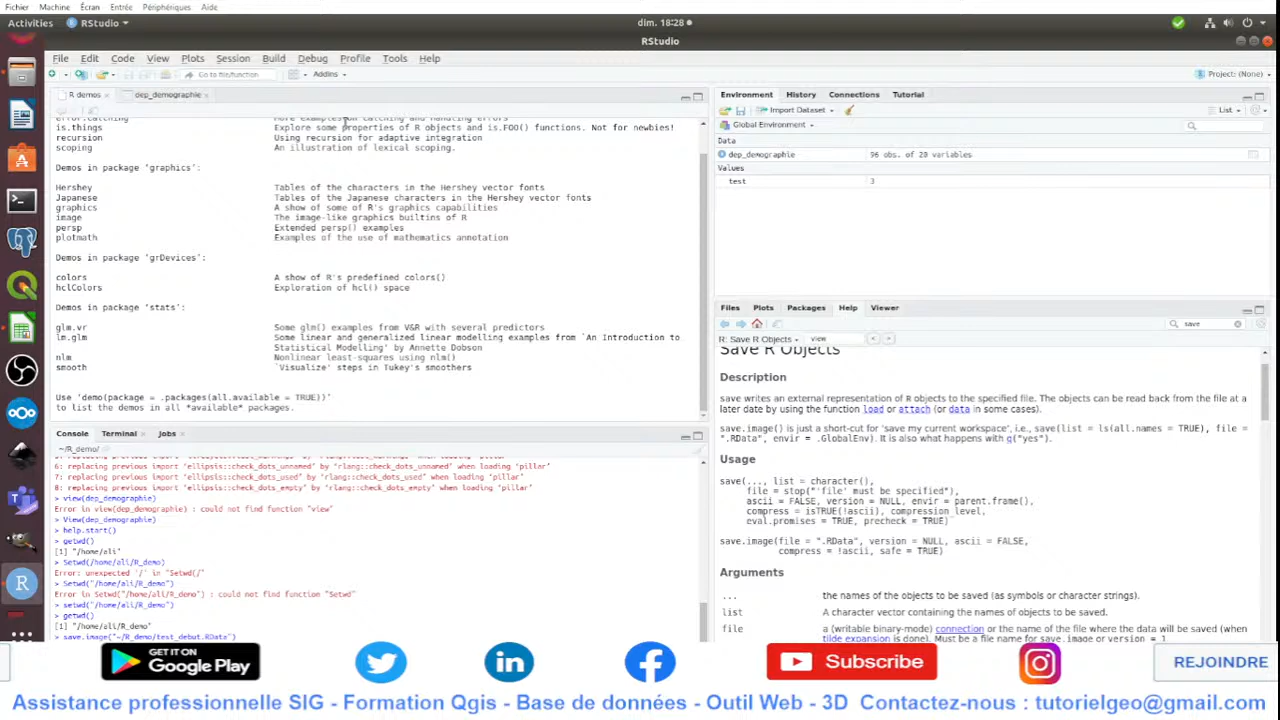 Fichier Machine Écran Entrée Périphériques Aide
Activities RStudio dim. 18:28
RStudio
File Edit Code View Plots Session Build Debug Profile Tools Help
Go to file/function Addins Project: (None)
R demos dep_demographie
error.catching More examples on catching and handling errors
is.things Explore some properties of R objects and is.FOO() functions. Not for newbies!
recursion Using recursion for adaptive integration
scoping An illustration of lexical scoping.
Demos in package 'graphics':
Hershey Tables of the characters in the Hershey vector fonts
Japanese Tables of the Japanese characters in the Hershey vector fonts
graphics A show of some of R's graphics capabilities
image The image-like graphics builtins of R
persp Extended persp() examples
plotmath Examples of the use of mathematics annotation
Demos in package 'grDevices':
colors A show of R's predefined colors()
hclColors Exploration of hcl() space
Demos in package 'stats':
glm.vr Some glm() examples from V&R with several predictors
lm.glm Some linear and generalized linear modelling examples from `An Introduction to
Statistical Modelling' by Annette Dobson
nlm Nonlinear least-squares using nlm()
smooth `Visualize' steps in Tukey's smoothers
Use 'demo(package = .packages(all.available = TRUE))'
to list the demos in all *available* packages.
Console Terminal Jobs
~/R_demo/
6: replacing previous import 'ellipsis::check_dots_unnamed' by 'rlang::check_dots_unnamed' when loading 'pillar'
7: replacing previous import 'ellipsis::check_dots_used' by 'rlang::check_dots_used' when loading 'pillar'
8: replacing previous import 'ellipsis::check_dots_empty' by 'rlang::check_dots_empty' when loading 'pillar'
> view(dep_demographie)
Error in view(dep_demographie) : could not find function "view"
> View(dep_demographie)
> help.start()
> getwd()
[1] "/home/ali"
> Setwd(/home/ali/R_demo)
Error: unexpected '/' in "Setwd(/"
> Setwd("/home/ali/R_demo")
Error in Setwd("/home/ali/R_demo") : could not find function "Setwd"
> setwd("/home/ali/R_demo")
> getwd()
[1] "/home/ali/R_demo"
> save.image("~/R_demo/test_debut.RData")
Environment History Connections Tutorial
Import Dataset List
Global Environment
Data
dep_demographie 96 obs. of 28 variables
Values
test 3
Files Plots Packages Help Viewer
save
R: Save R Objects view
Save R Objects
Description
save writes an external representation of R objects to the specified file. The objects can be read back from the file at a
later date by using the function load or attach (or data in some cases).
save.image() is just a short-cut for 'save my current workspace', i.e., save(list = ls(all.names = TRUE), file =
".RData", envir = .GlobalEnv). It is also what happens with q("yes").
Usage
save(..., list = character(),
file = stop("'file' must be specified"),
ascii = FALSE, version = NULL, envir = parent.frame(),
compress = isTRUE(!ascii), compression_level,
eval.promises = TRUE, precheck = TRUE)
save.image(file = ".RData", version = NULL, ascii = FALSE,
compress = !ascii, safe = TRUE)
Arguments
... the names of the objects to be saved (as symbols or character strings).
list A character vector containing the names of objects to be saved.
file a (writable binary-mode) connection or the name of the file where the data will be saved (when
tilde expansion is done). Must be a file name for save.image or version = 1
GET IT ON
Google Play
Subscribe
REJOINDRE
Assistance professionnelle SIG - Formation Qgis - Base de données - Outil Web - 3D Contactez-nous : tutorielgeo@gmail.com